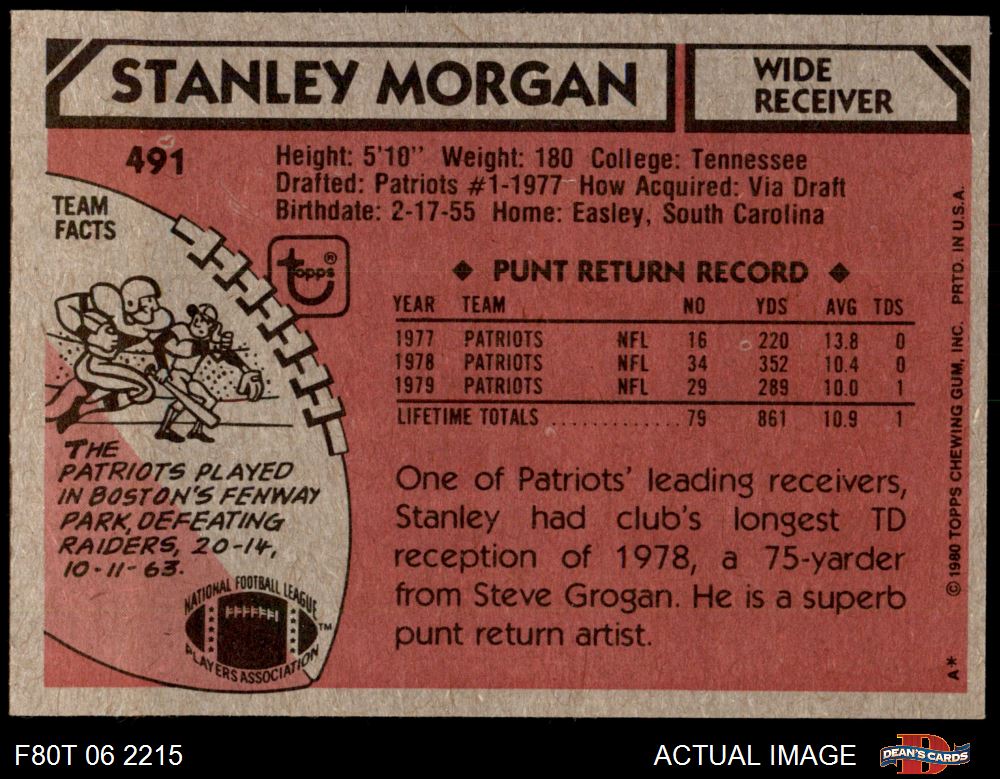 STANLEY MORGAN
WIDE
RECEIVER
491
Height: 5'10" Weight: 180 College: Tennessee
Drafted: Patriots #1-1977 How Acquired: Via Draft
Birthdate: 2-17-55 Home: Easley, South Carolina
TEAM
FACTS
topps®
◆ PUNT RETURN RECORD ◆
YEAR TEAM NO YDS AVG TDS
1977 PATRIOTS NFL 16 220 13.8 0
1978 PATRIOTS NFL 34 352 10.4 0
1979 PATRIOTS NFL 29 289 10.0 1
LIFETIME TOTALS ............. 79 861 10.9 1
THE
PATRIOTS PLAYED
IN BOSTON'S FENWAY
PARK, DEFEATING
RAIDERS, 20-14,
10-11-63.
NATIONAL FOOTBALL LEAGUE
PLAYERS ASSOCIATION
TM
One of Patriots' leading receivers,
Stanley had club's longest TD
reception of 1978, a 75-yarder
from Steve Grogan. He is a superb
punt return artist.
© 1980 TOPPS CHEWING GUM, INC. PRTD. IN U.S.A.
A*
F80T 06 2215
ACTUAL IMAGE
DEAN'S CARDS